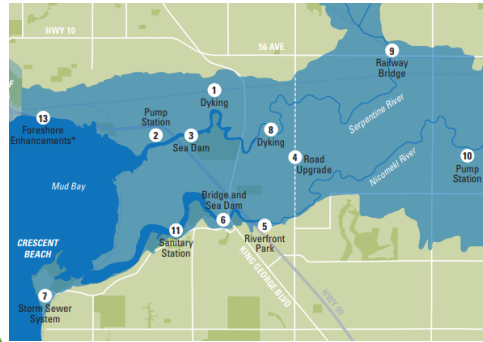 HWY 10
56 AVE
9
Railway
Bridge
1
Dyking
13
Foreshore
Enhancements*
Pump
Station
2
3
Sea Dam
8
Dyking
Serpentine River
4
Road
Upgrade
Nicomekl River
10
Pump
Station
Mud Bay
Bridge and
Sea Dam
6
5
Riverfront
Park
11
Sanitary
Station
CRESCENT
BEACH
KING GEORGE BLVD
HWY 99
7
Storm Sewer
System